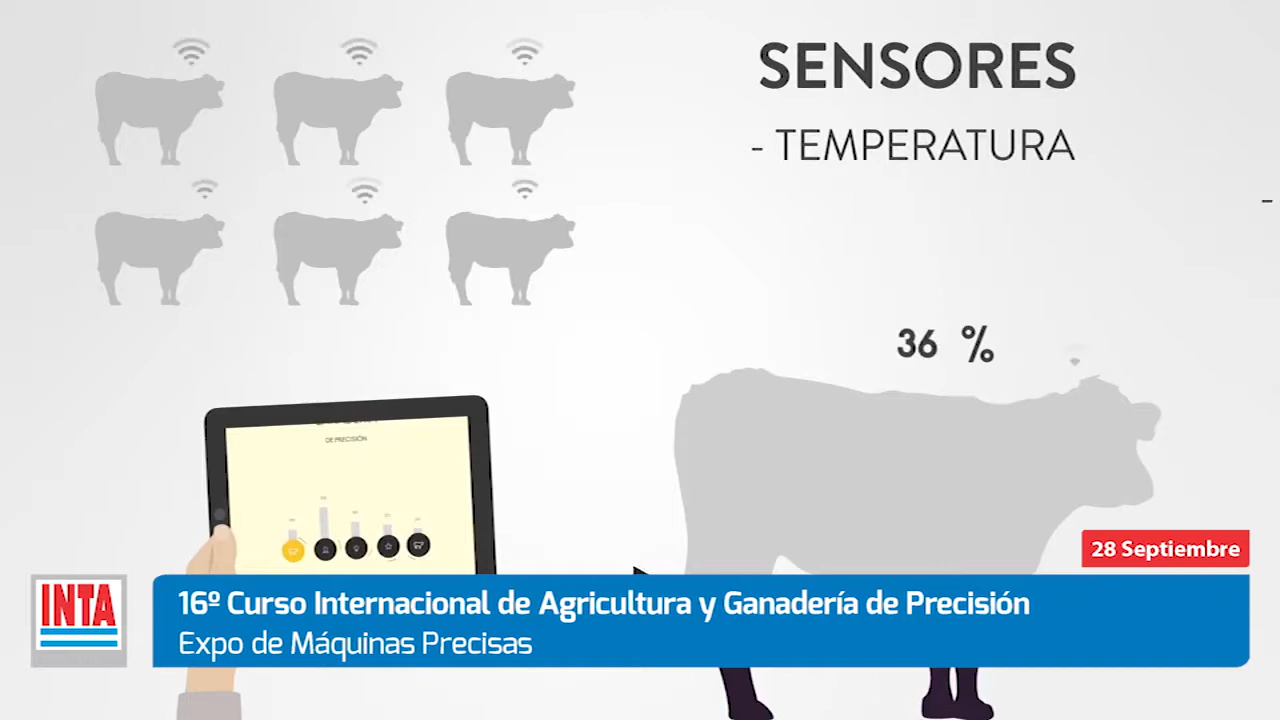 SENSORES
- TEMPERATURA
-
36 %
DE PRECISIÓN
28 Septiembre
INTA
16º Curso Internacional de Agricultura y Ganadería de Precisión
Expo de Máquinas Precisas